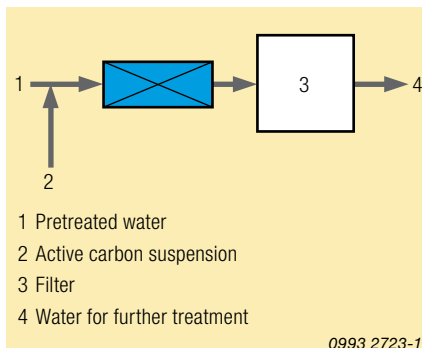 1
3
4
2
1 Pretreated water
2 Active carbon suspension
3 Filter
4 Water for further treatment
0993 2723-1